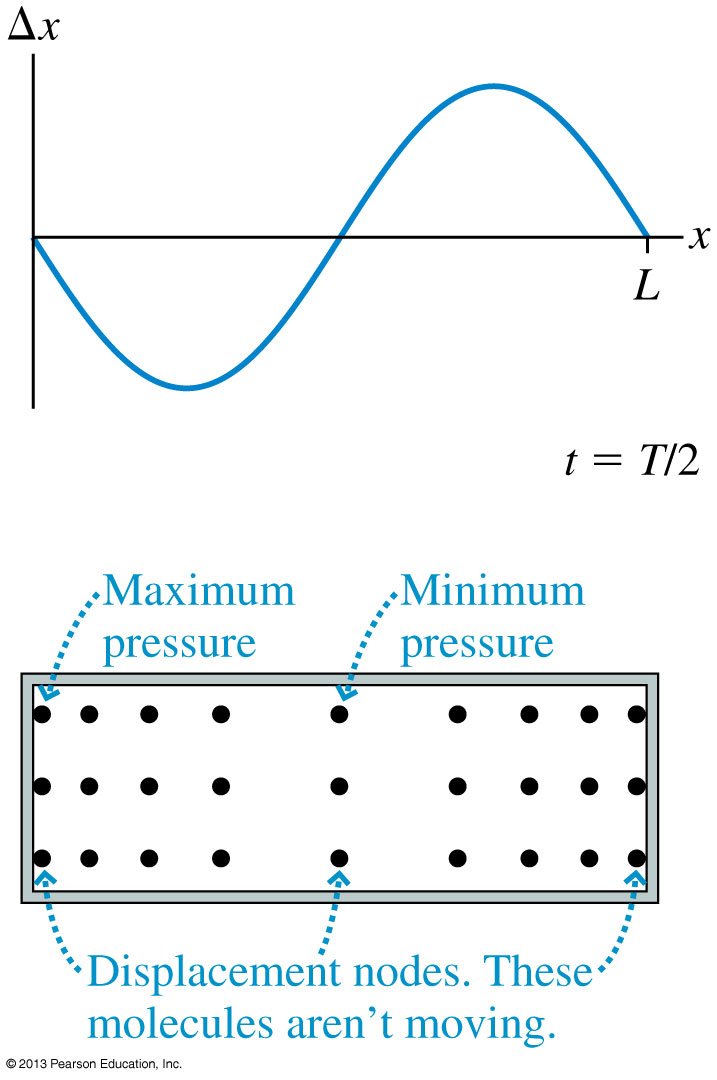 Δx
x
L
t = T/2
Maximum
pressure
Minimum
pressure
Displacement nodes. These
molecules aren’t moving.
© 2013 Pearson Education, Inc.